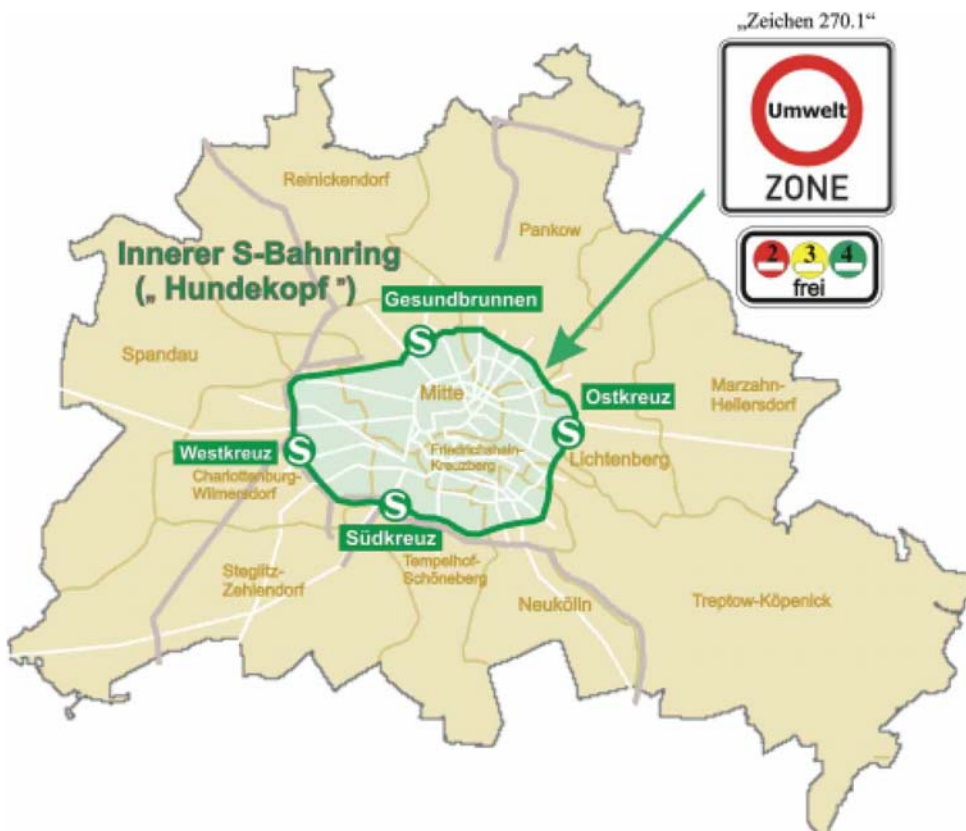 „Zeichen 270.1“
Umwelt
ZONE
2 3 4
frei
Reinickendorf
Pankow
Innerer S-Bahnring
(„ Hundekopf ”)
Gesundbrunnen
S
Spandau
Mitte
Ostkreuz
Marzahn-
Hellersdorf
S
Westkreuz
S
Friedrichshain-
Kreuzberg
Lichtenberg
Charlottenburg-
Wilmersdorf
S
Südkreuz
Tempelhof-
Schöneberg
Steglitz-
Zehlendorf
Neukölln
Treptow-Köpenick